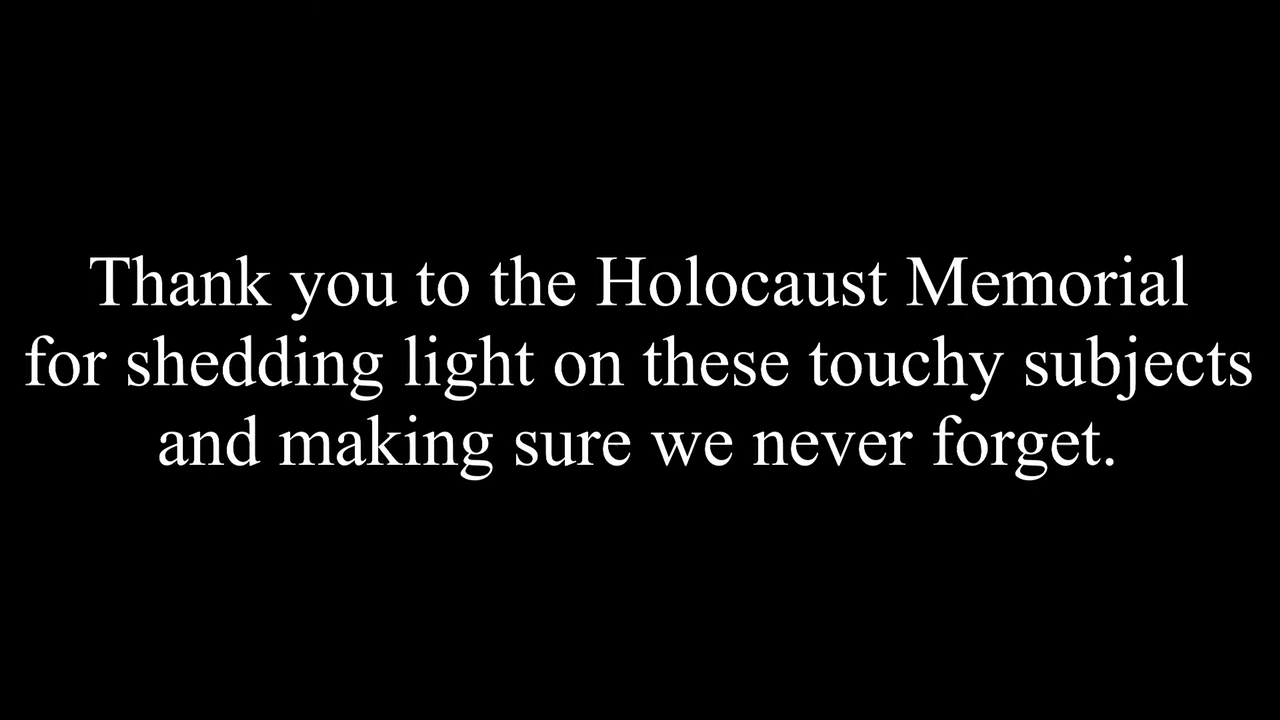 Thank you to the Holocaust Memorial
for shedding light on these touchy subjects
and making sure we never forget.